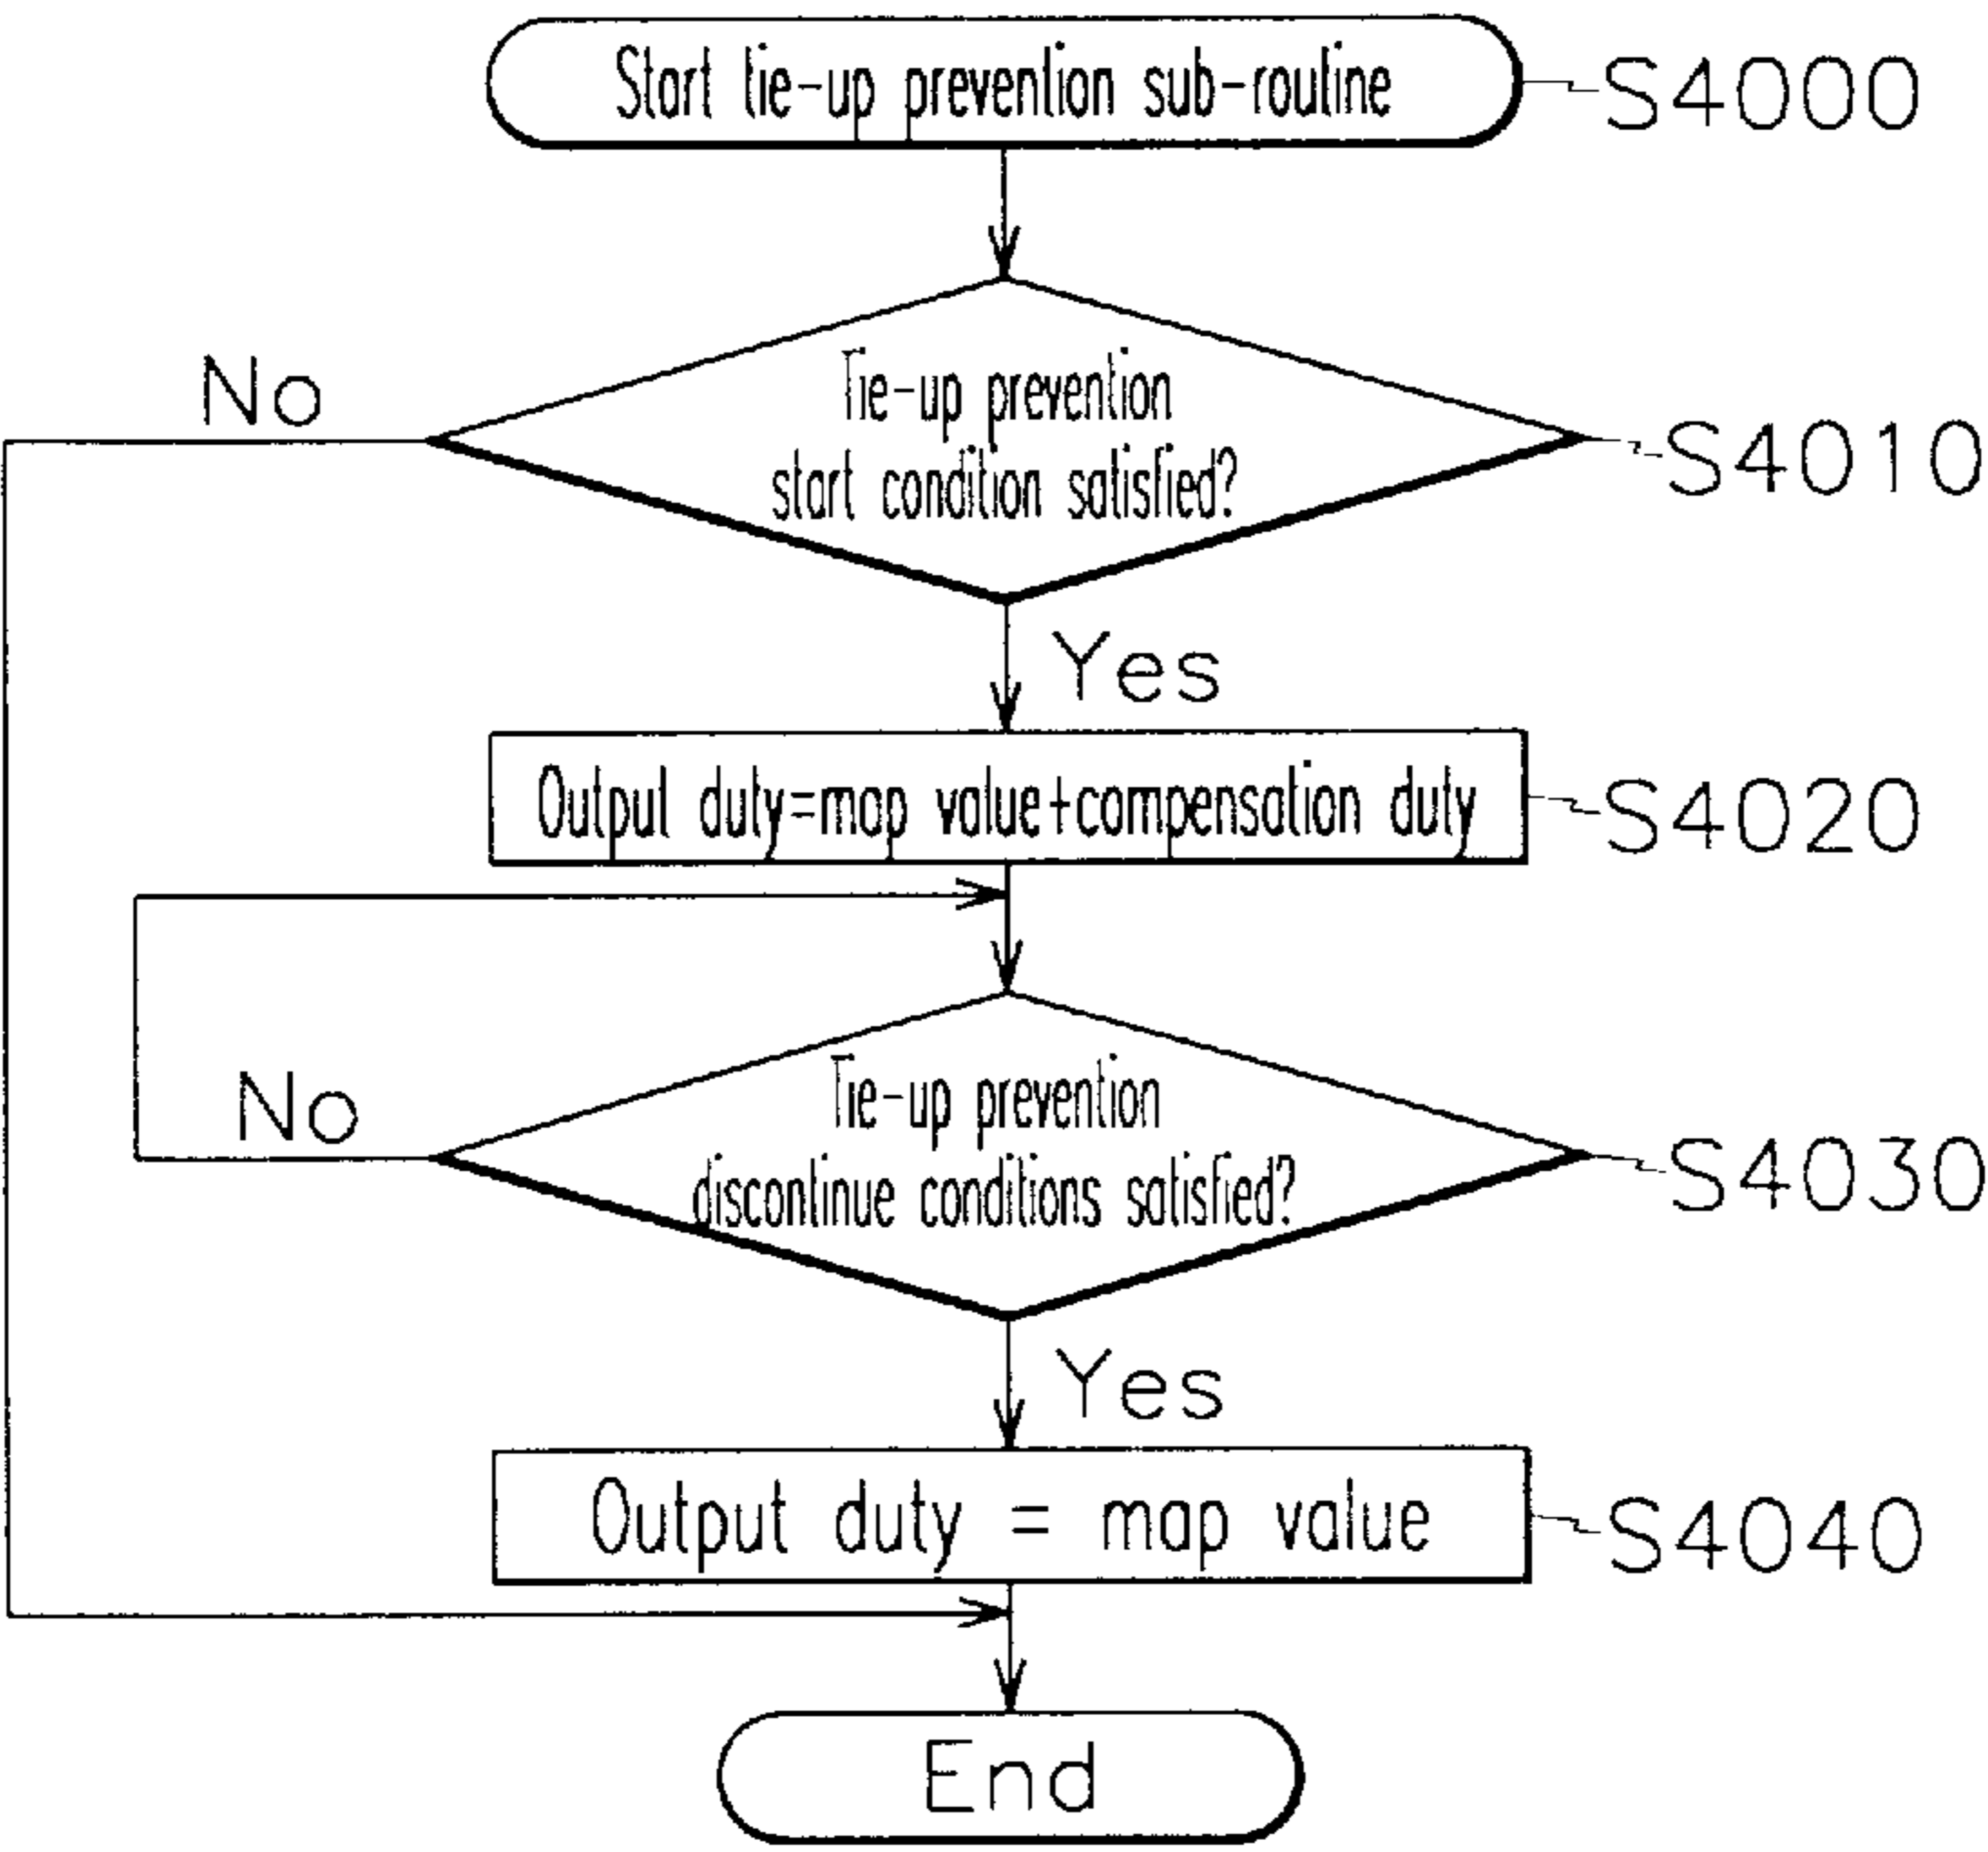 Start tie-up prevention sub-routine
S4000
No
Tie-up prevention
start condition satisfied?
S4010
Yes
Output duty=map value+compensation duty
S4020
No
Tie-up prevention
discontinue conditions satisfied?
S4030
Yes
Output duty = map value
S4040
End